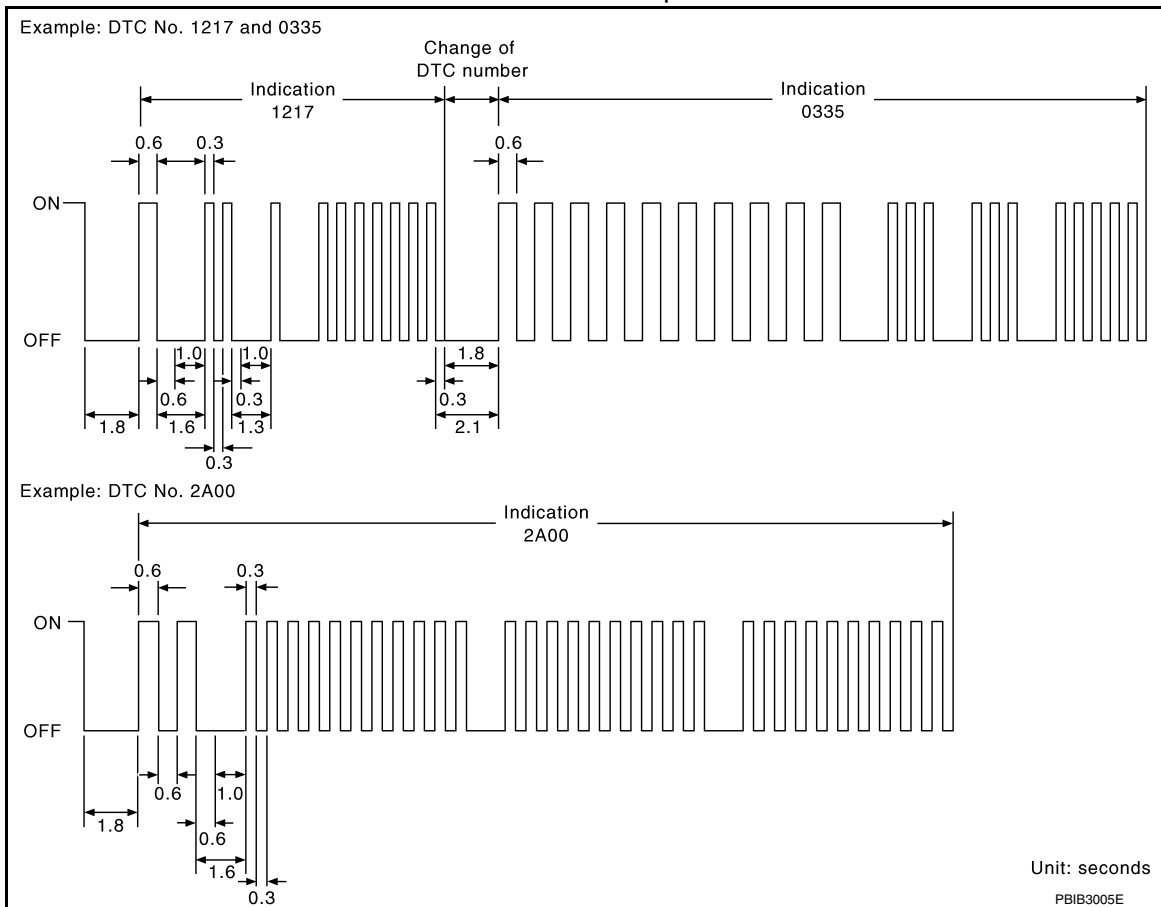 Example: DTC No. 1217 and 0335
Change of
DTC number
Indication
1217
Indication
0335
0.6
0.3
0.6
ON
OFF
1.0
1.0
1.8
0.6
0.3
0.3
1.8
1.6
1.3
2.1
0.3
Example: DTC No. 2A00
Indication
2A00
0.6
0.3
ON
OFF
0.6
1.0
1.8
0.6
1.6
0.3
Unit: seconds
PBIB3005E